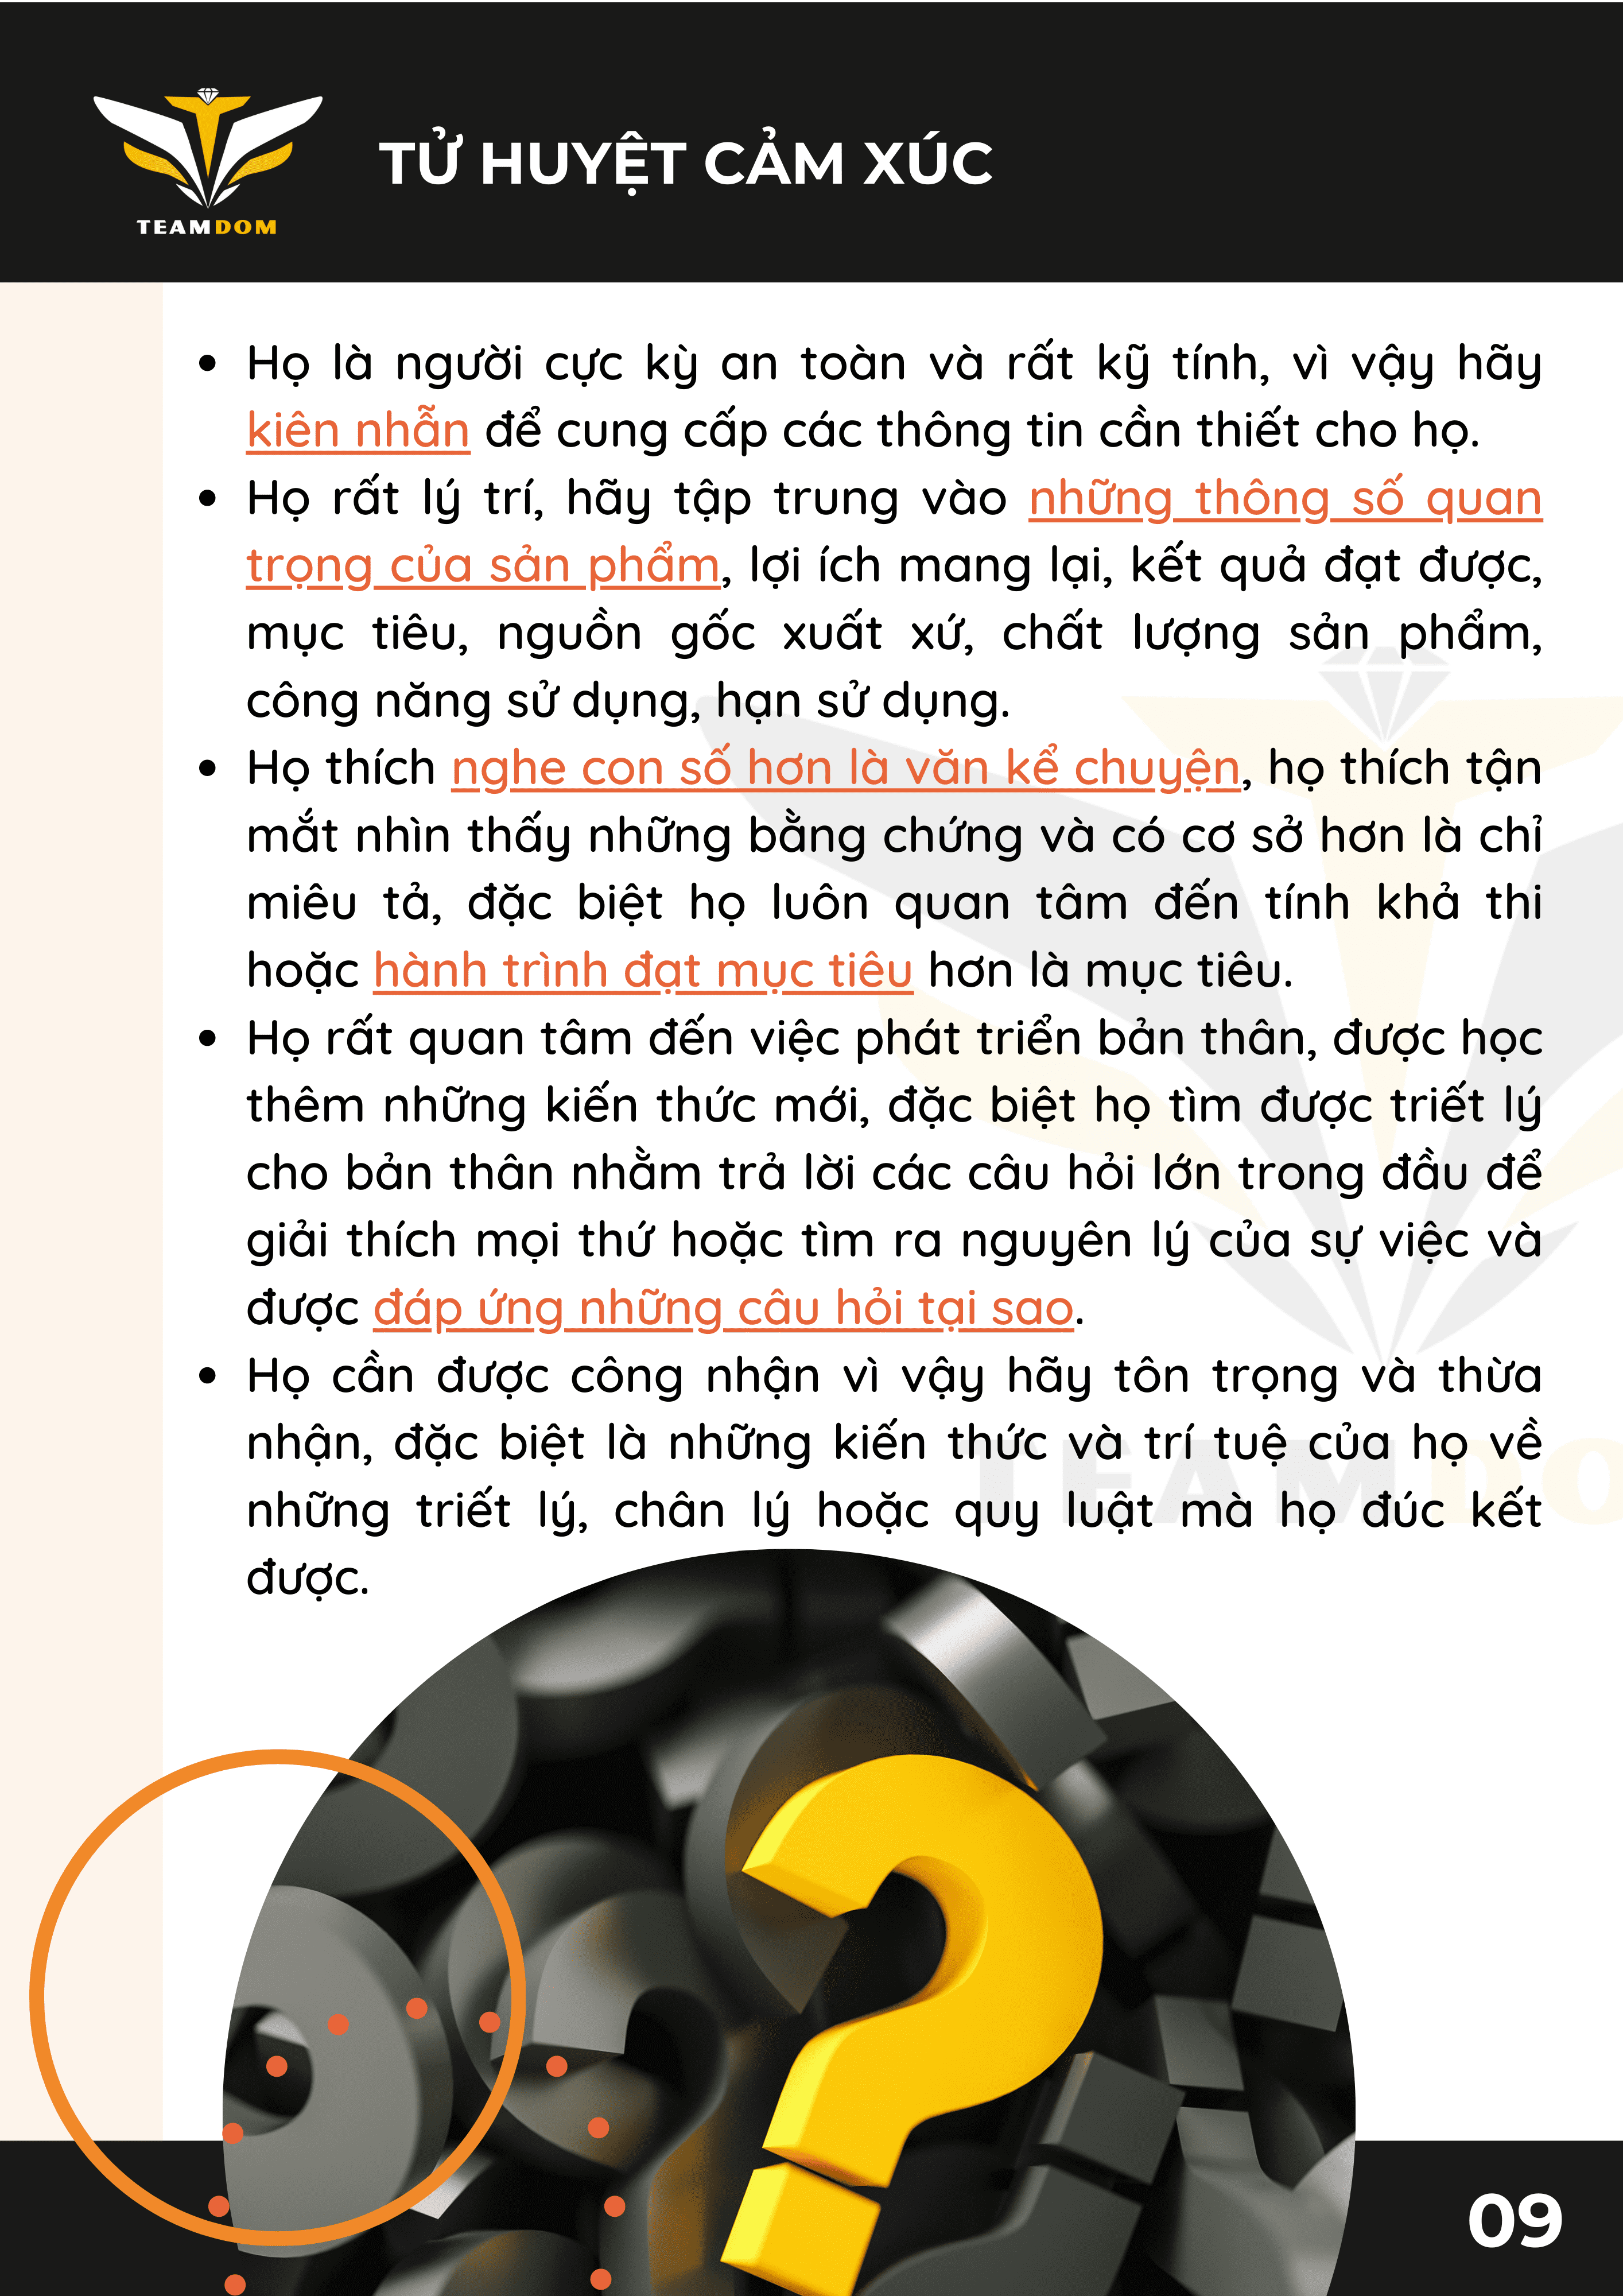 TEAMDOM
TỬ HUYỆT CẢM XÚC
• Họ là người cực kỳ an toàn và rất kỹ tính, vì vậy hãy
kiên nhẫn để cung cấp các thông tin cần thiết cho họ.
• Họ rất lý trí, hãy tập trung vào những thông số quan
trọng của sản phẩm, lợi ích mang lại, kết quả đạt được,
mục tiêu, nguồn gốc xuất xứ, chất lượng sản phẩm,
công năng sử dụng, hạn sử dụng.
• Họ thích nghe con số hơn là văn kể chuyện, họ thích tận
mắt nhìn thấy những bằng chứng và có cơ sở hơn là chỉ
miêu tả, đặc biệt họ luôn quan tâm đến tính khả thi
hoặc hành trình đạt mục tiêu hơn là mục tiêu.
• Họ rất quan tâm đến việc phát triển bản thân, được học
thêm những kiến thức mới, đặc biệt họ tìm được triết lý
cho bản thân nhằm trả lời các câu hỏi lớn trong đầu để
giải thích mọi thứ hoặc tìm ra nguyên lý của sự việc và
được đáp ứng những câu hỏi tại sao.
• Họ cần được công nhận vì vậy hãy tôn trọng và thừa
nhận, đặc biệt là những kiến thức và trí tuệ của họ về
những triết lý, chân lý hoặc quy luật mà họ đúc kết
được.
TEAMDO
?
09